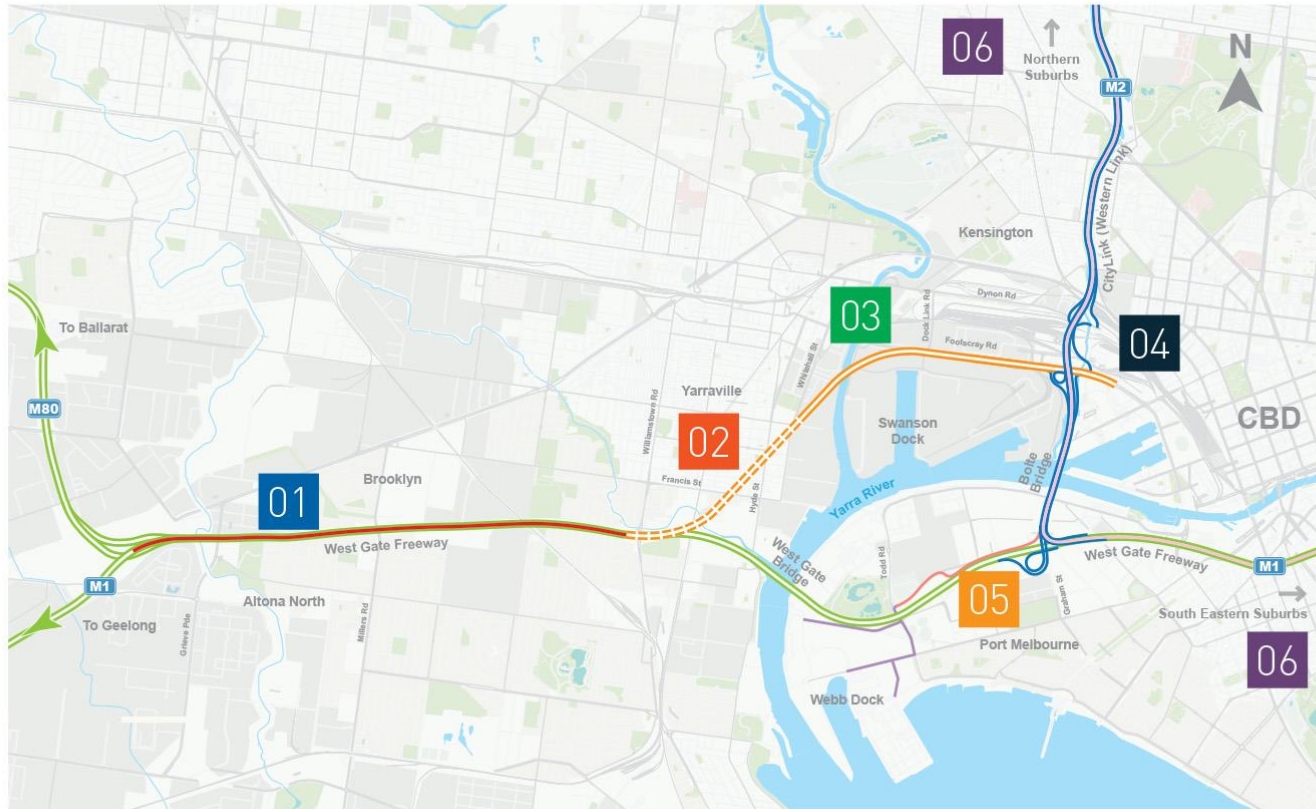 06
Northern
Suburbs
N
M2
CityLink (Western Link)
Kensington
Dynon Rd
Dock Link Rd
03
Footscray Rd
04
To Ballarat
Whitehall St
Yarraville
Williamstown Rd
M80
02
Swanson
Dock
CBD
Brooklyn
Francis St
Hyde St
Bolte
Bridge
01
Yarra River
West Gate Freeway
West Gate
Bridge
Todd Rd
West Gate Freeway
M1
M1
Graham St
05
South Eastern Suburbs
Altona North
Millers Rd
Grieve Pde
To Geelong
Port Melbourne
06
Webb Dock